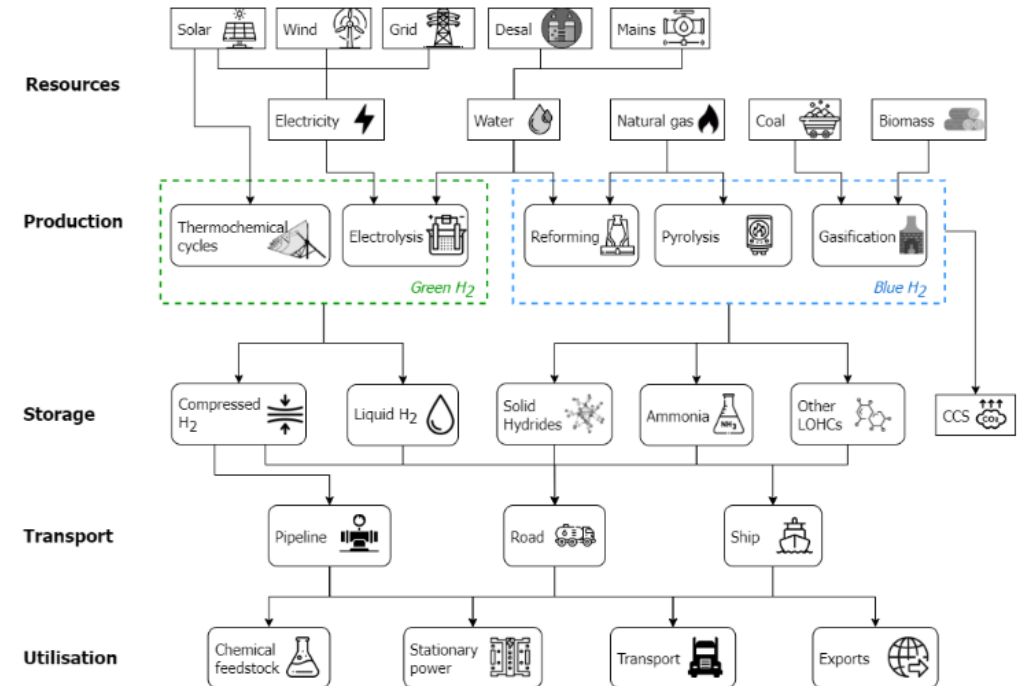 Solar
Wind
Grid
Desal
Mains
Resources
Electricity
Water
Natural gas
Coal
Biomass
Production
Thermochemical
cycles
Electrolysis
Reforming
Pyrolysis
Gasification
Green H2
Blue H2
Storage
Compressed
H2
Liquid H2
Solid
Hydrides
Ammonia
NH3
Other
LOHCs
CCS
CO2
Transport
Pipeline
Road
Ship
Utilisation
Chemical
feedstock
Stationary
power
Transport
Exports